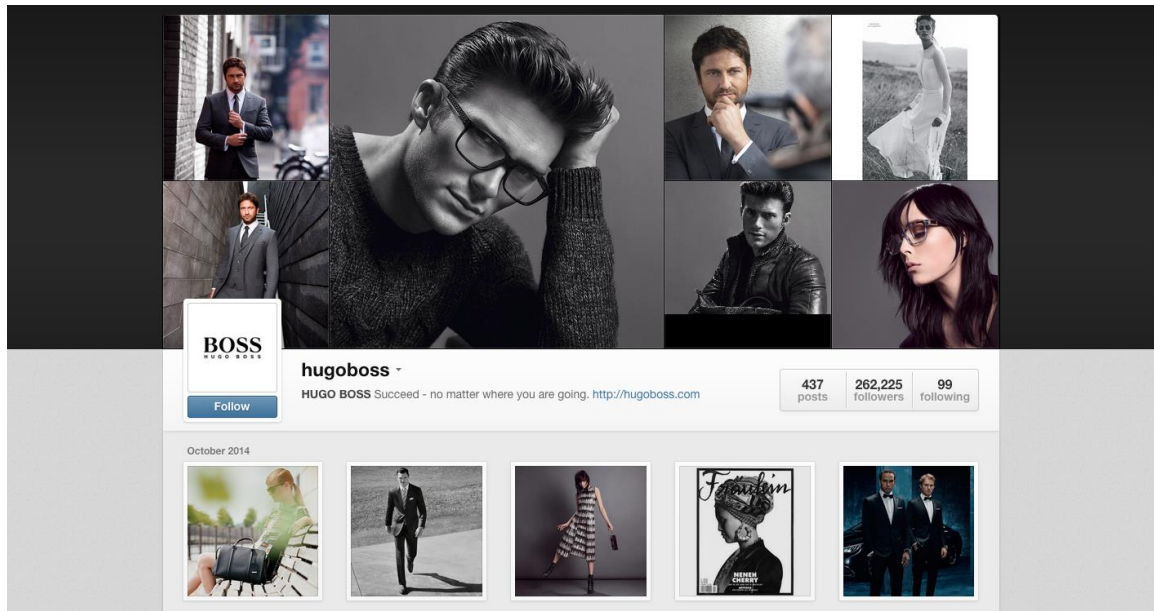 BOSS
HUGO BOSS
Follow
hugoboss
HUGO BOSS Succeed - no matter where you are going. http://hugoboss.com
437 posts
262,225 followers
99 following
October 2014
Fräulein
NENEH
CHERRY